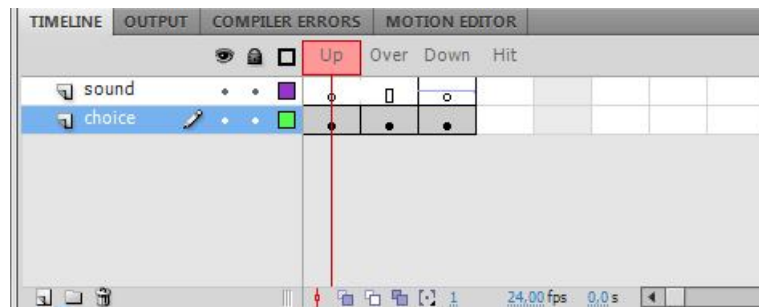 TIMELINE OUTPUT COMPILER ERRORS MOTION EDITOR
Up Over Down Hit
sound
choice
1 24.00 fps 0.0 s